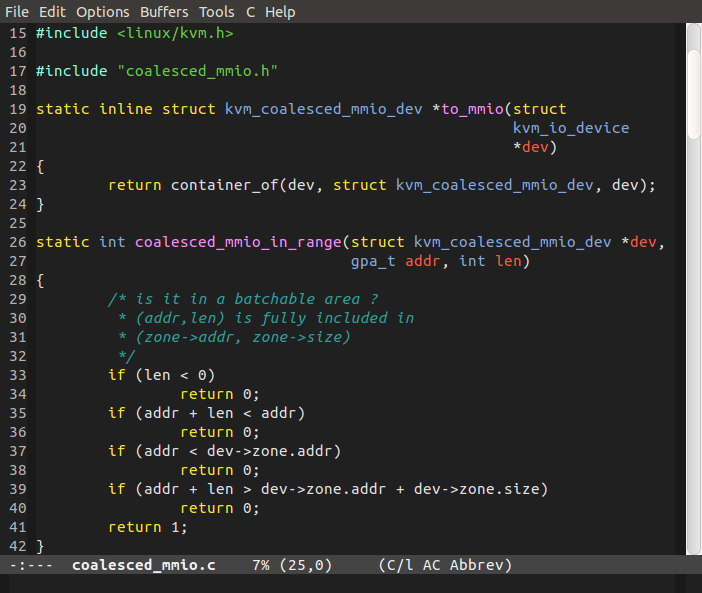 File Edit Options Buffers Tools C Help
15 #include <linux/kvm.h>
16
17 #include "coalesced_mmio.h"
18
19 static inline struct kvm_coalesced_mmio_dev *to_mmio(struct
20                                                      kvm_io_device
21                                                      *dev)
22 {
23         return container_of(dev, struct kvm_coalesced_mmio_dev, dev);
24 }
25
26 static int coalesced_mmio_in_range(struct kvm_coalesced_mmio_dev *dev,
27                                    gpa_t addr, int len)
28 {
29         /* is it in a batchable area ?
30          * (addr,len) is fully included in
31          * (zone->addr, zone->size)
32          */
33         if (len < 0)
34                 return 0;
35         if (addr + len < addr)
36                 return 0;
37         if (addr < dev->zone.addr)
38                 return 0;
39         if (addr + len > dev->zone.addr + dev->zone.size)
40                 return 0;
41         return 1;
42 }
-:---  coalesced_mmio.c    7% (25,0)     (C/l AC Abbrev)